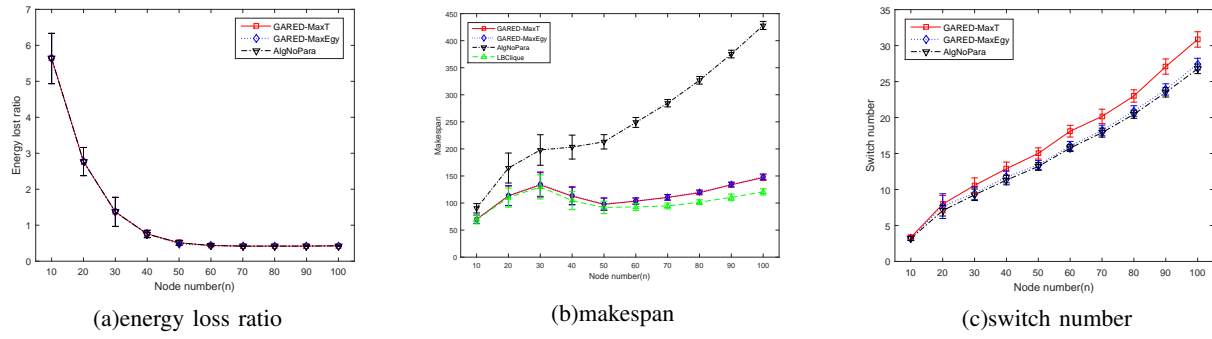 GARED-MaxT
GARED-MaxEgy
AlgNoPara
Energy lost ratio
7
6
5
4
3
2
1
0
10 20 30 40 50 60 70 80 90 100
Node number(n)
(a)energy loss ratio
GARED-MaxT
GARED-MaxEgy
AlgNoPara
LBClique
Makespan
450
400
350
300
250
200
150
100
50
0
10 20 30 40 50 60 70 80 90 100
Node number(n)
(b)makespan
GARED-MaxT
GARED-MaxEgy
AlgNoPara
Switch number
35
30
25
20
15
10
5
0
10 20 30 40 50 60 70 80 90 100
Node number(n)
(c)switch number